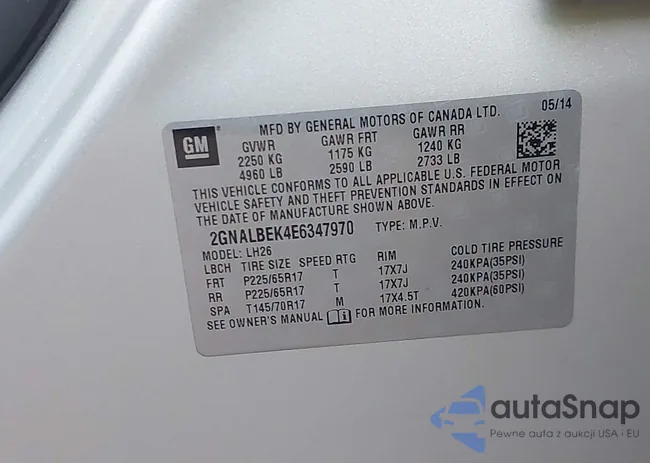 MFD BY GENERAL MOTORS OF CANADA LTD. 05/14
GM
GVWR GAWR FRT GAWR RR
2250 KG 1175 KG 1240 KG
4960 LB 2590 LB 2733 LB
THIS VEHICLE CONFORMS TO ALL APPLICABLE U.S. FEDERAL MOTOR
VEHICLE SAFETY AND THEFT PREVENTION STANDARDS IN EFFECT ON
THE DATE OF MANUFACTURE SHOWN ABOVE.
2GNALBEK4E6347970 TYPE: M.P.V.
MODEL: LH26
LBCH TIRE SIZE SPEED RTG RIM COLD TIRE PRESSURE
FRT P225/65R17 T 17X7J 240KPA(35PSI)
RR P225/65R17 T 17X7J 240KPA(35PSI)
SPA T145/70R17 M 17X4.5T 420KPA(60PSI)
SEE OWNER'S MANUAL FOR MORE INFORMATION.
autaSnap
Pewne auta z aukcji USA i EU